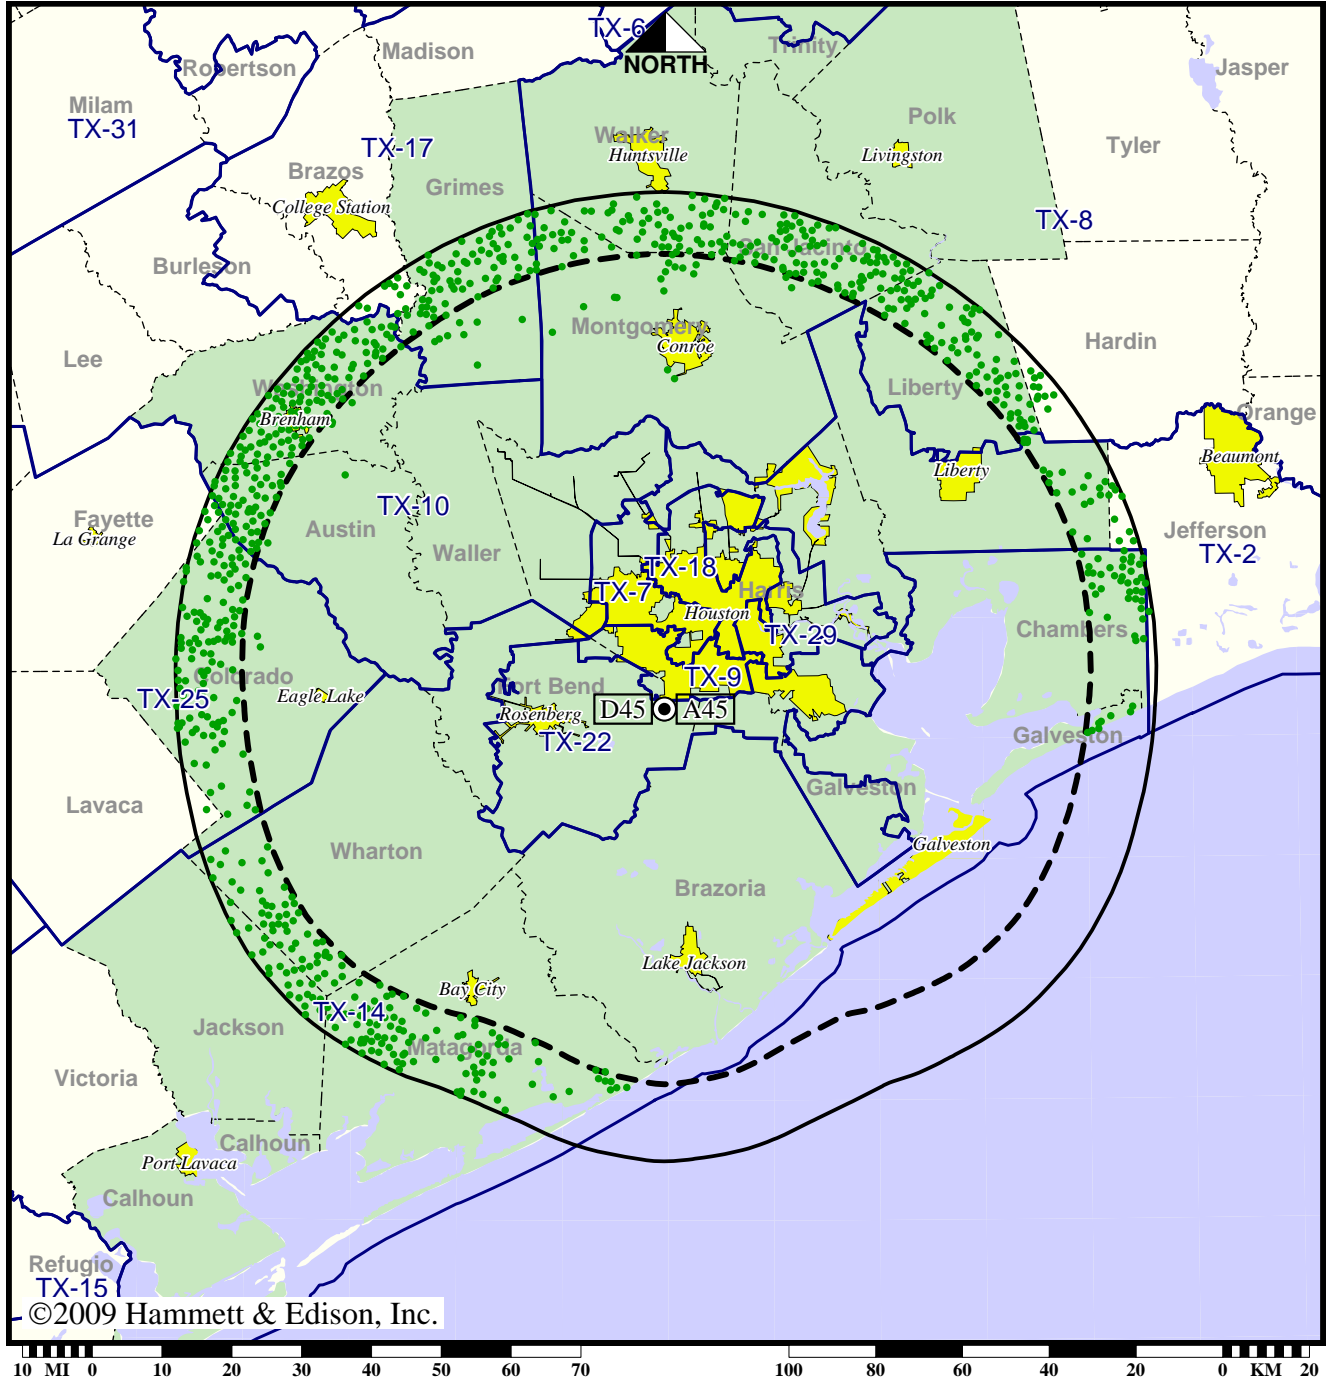 TX-6
NORTH
Trinity
Madison
Robertson
Jasper
Milam
TX-31
Polk
Walker
Huntsville
Livingston
Tyler
TX-17
Brazos
Grimes
College Station
TX-8
San Jacinto
Burleson
Montgomery
Conroe
Hardin
Lee
Washington
Liberty
Brenham
Orange
Beaumont
Liberty
TX-10
Fayette
La Grange
Austin
Waller
Jefferson
TX-2
TX-18
TX-7
Harris
Houston
TX-29
Chambers
Colorado
TX-25
Eagle Lake
TX-9
Fort Bend
Rosenberg
D45
A45
TX-22
Galveston
Galveston
Lavaca
Galveston
Wharton
Brazoria
Lake Jackson
Bay City
TX-14
Jackson
Matagorda
Victoria
Calhoun
Port Lavaca
Calhoun
Refugio
TX-15
©2009 Hammett & Edison, Inc.
10 MI 0 10 20 30 40 50 60 70 100 80 60 40 20 0 KM 20